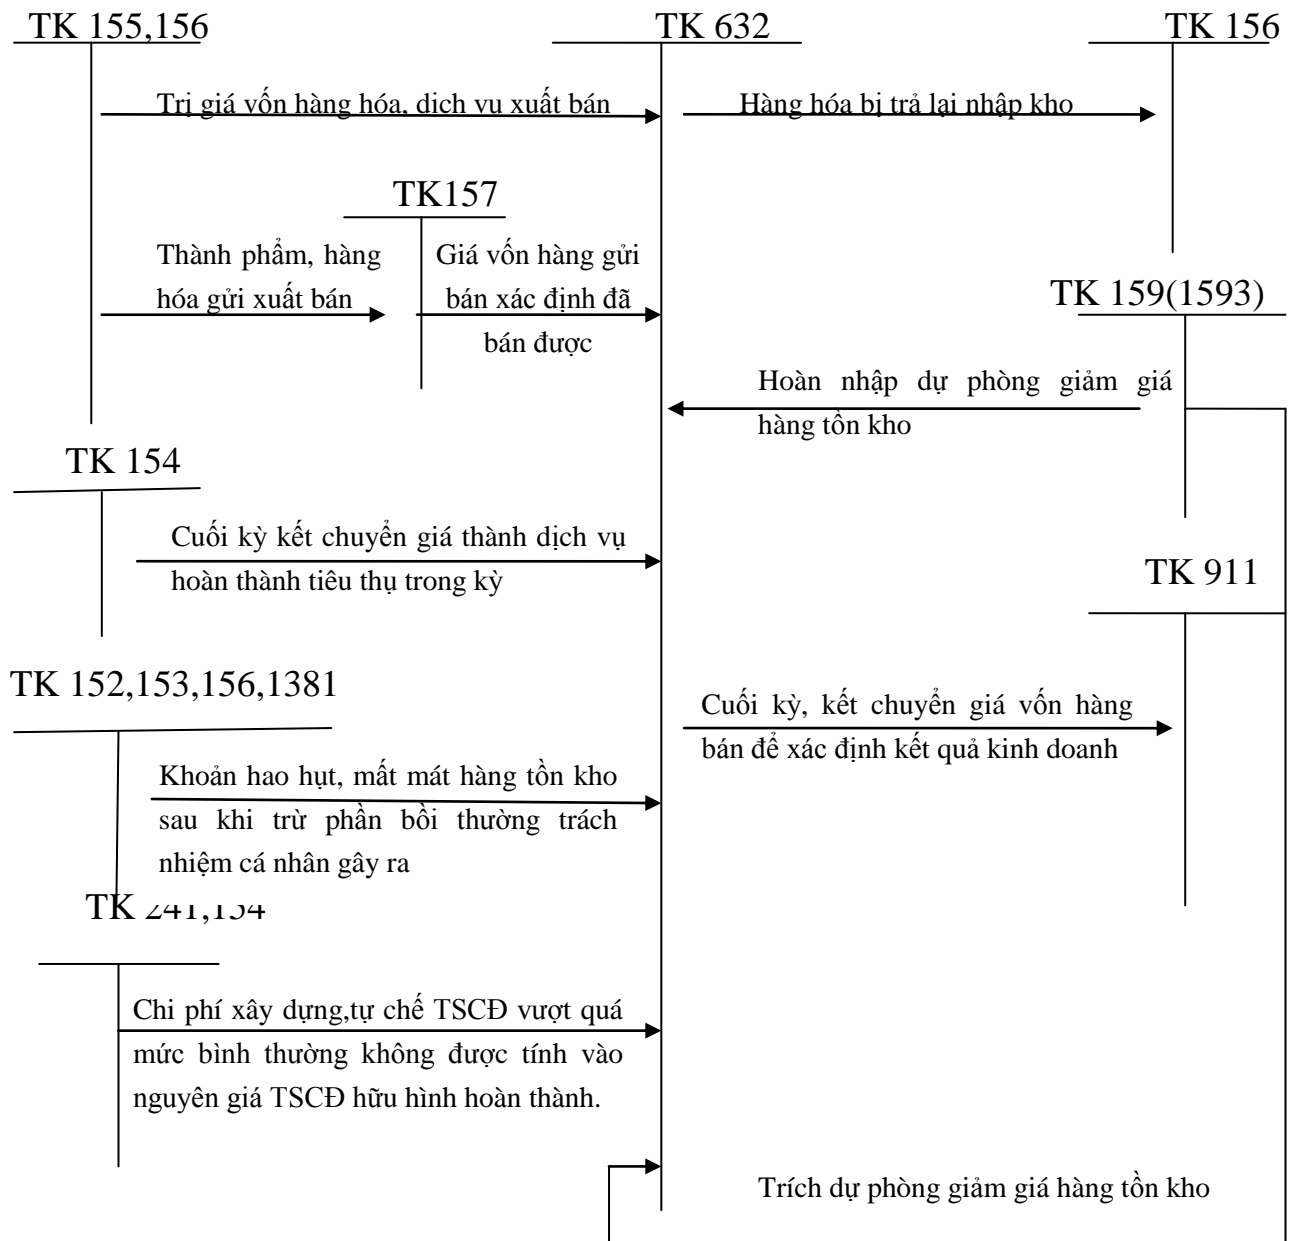 TK 155,156
TK 632
TK 156
Trị giá vốn hàng hóa, dich vu xuất bán
Hàng hóa bị trả lại nhập kho
TK157
Thành phẩm, hàng
hóa gửi xuất bán
Giá vốn hàng gửi
bán xác định đã
bán được
TK 159(1593)
Hoàn nhập dự phòng giảm giá
hàng tồn kho
TK 154
Cuối kỳ kết chuyển giá thành dịch vụ
hoàn thành tiêu thụ trong kỳ
TK 911
TK 152,153,156,1381
Cuối kỳ, kết chuyển giá vốn hàng
bán để xác định kết quả kinh doanh
Khoản hao hụt, mất mát hàng tồn kho
sau khi trừ phần bồi thường trách
nhiệm cá nhân gây ra
TK 241,154
Chi phí xây dựng,tự chế TSCĐ vượt quá
mức bình thường không được tính vào
nguyên giá TSCĐ hữu hình hoàn thành.
Trích dự phòng giảm giá hàng tồn kho